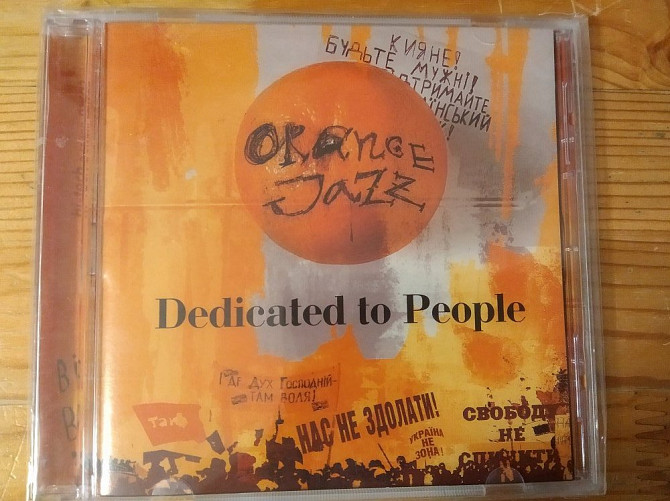 КИЯНЕ!
БУДЬТЕ МУЖНІ!
ORANGE
JAZZ
Dedicated to People
ДЕ ДУХ ГОСПОДНІЙ-
ТАМ ВОЛЯ!
ТАК
НАС НЕ ЗДОЛАТИ!
УКРАЇНА
НЕ
ЗОНА!
СВОБОДУ
НЕ
СПИНИТИ